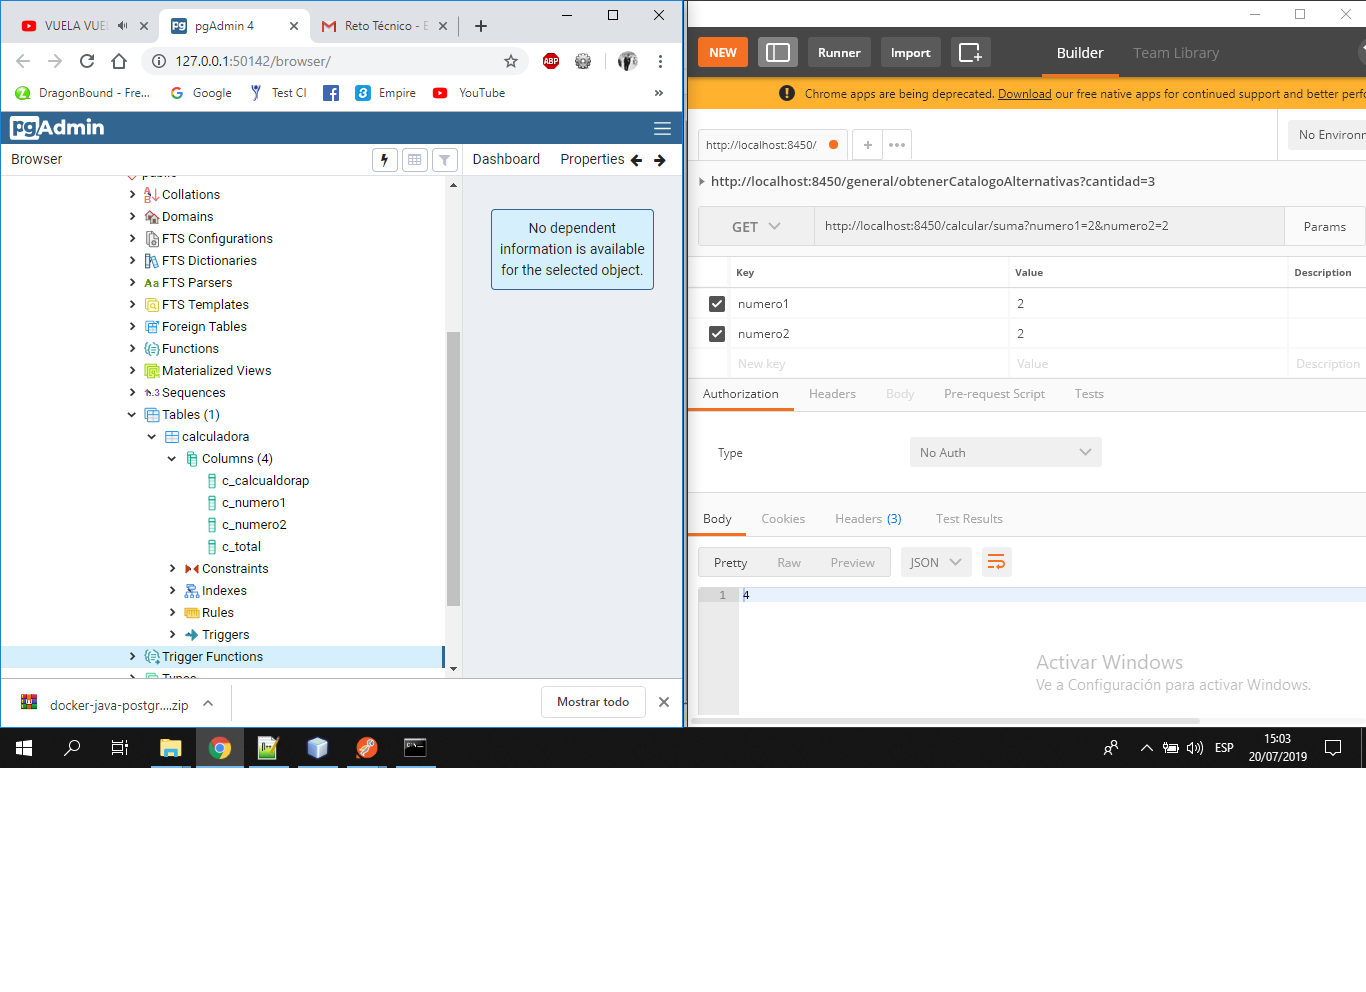 VUELA VUEL
pgAdmin 4
Reto Técnico - E
127.0.0.1:50142/browser/
ABP
DragonBound - Fre...
Google
Test CI
Empire
YouTube
»
pgAdmin
Browser
Dashboard
Properties
public
Collations
Domains
FTS Configurations
FTS Dictionaries
Aa FTS Parsers
FTS Templates
Foreign Tables
Functions
Materialized Views
Sequences
Tables (1)
calculadora
Columns (4)
c_calcualdorap
c_numero1
c_numero2
c_total
Constraints
Indexes
Rules
Triggers
Trigger Functions
Types
No dependent
information is available
for the selected object.
docker-java-postgr....zip
Mostrar todo
NEW
Runner
Import
Builder
Team Library
Chrome apps are being deprecated. Download our free native apps for continued support and better perfo
http://localhost:8450/
No Environm
http://localhost:8450/general/obtenerCatalogoAlternativas?cantidad=3
GET
http://localhost:8450/calcular/suma?numero1=2&numero2=2
Params
Key
Value
Description
numero1
2
numero2
2
New key
Value
Description
Authorization
Headers
Body
Pre-request Script
Tests
Type
No Auth
Body
Cookies
Headers (3)
Test Results
Pretty
Raw
Preview
JSON
1
4
Activar Windows
Ve a Configuración para activar Windows.
ESP
15:03
20/07/2019